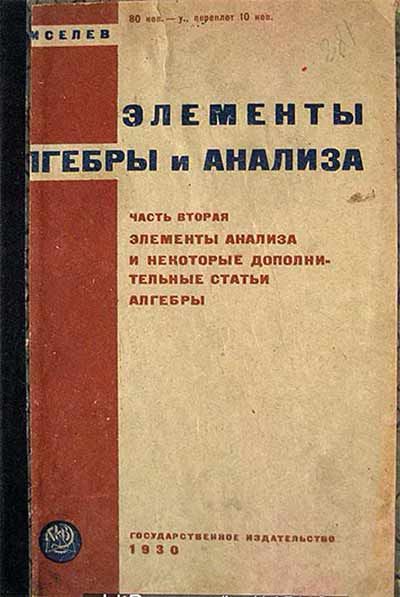 80 коп. — у., переплет 10 коп.
ИСЕЛЕВ
ЭЛЕМЕНТЫ
ЛГЕБРЫ и АНАЛИЗА
ЧАСТЬ ВТОРАЯ
ЭЛЕМЕНТЫ АНАЛИЗА
И НЕКОТОРЫЕ ДОПОЛНИ-
ТЕЛЬНЫЕ СТАТЬИ
АЛГЕБРЫ
ГОСУДАРСТВЕННОЕ ИЗДАТЕЛЬСТВО
1930